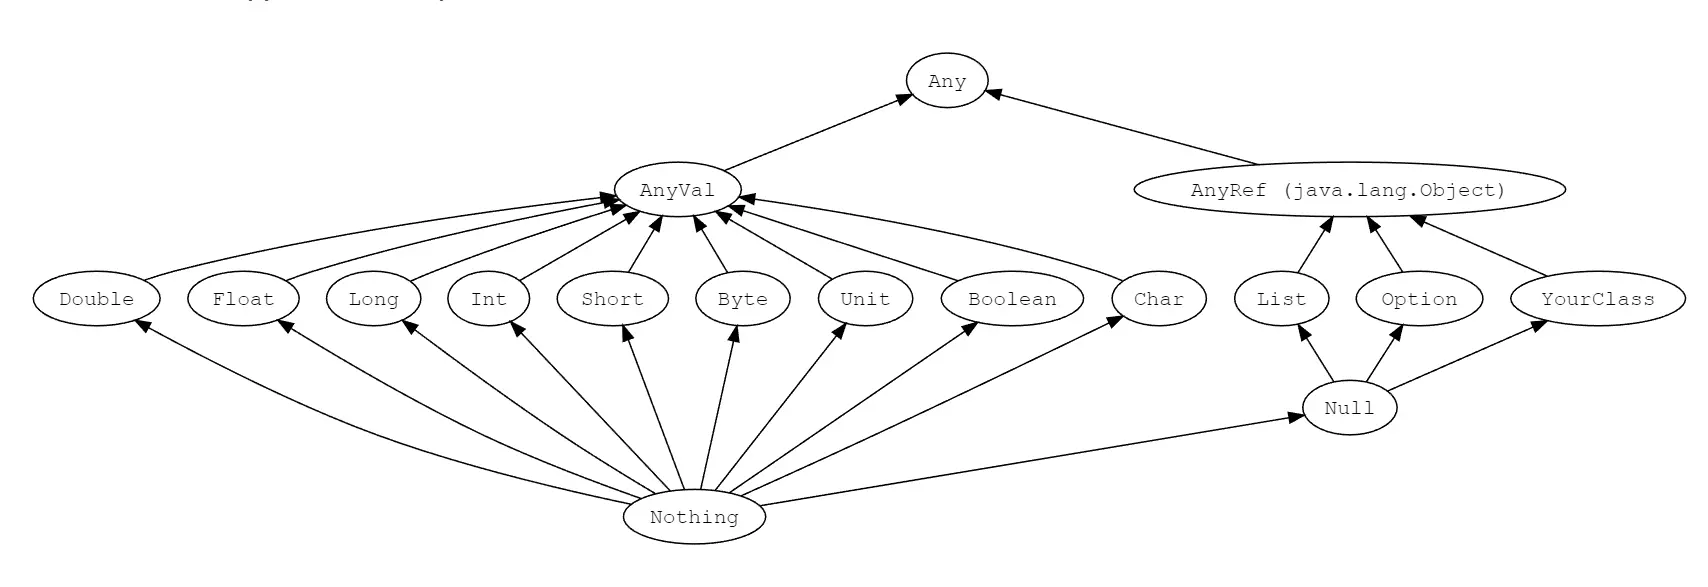 Any
AnyVal
AnyRef (java.lang.Object)
Double
Float
Long
Int
Short
Byte
Unit
Boolean
Char
List
Option
YourClass
Null
Nothing